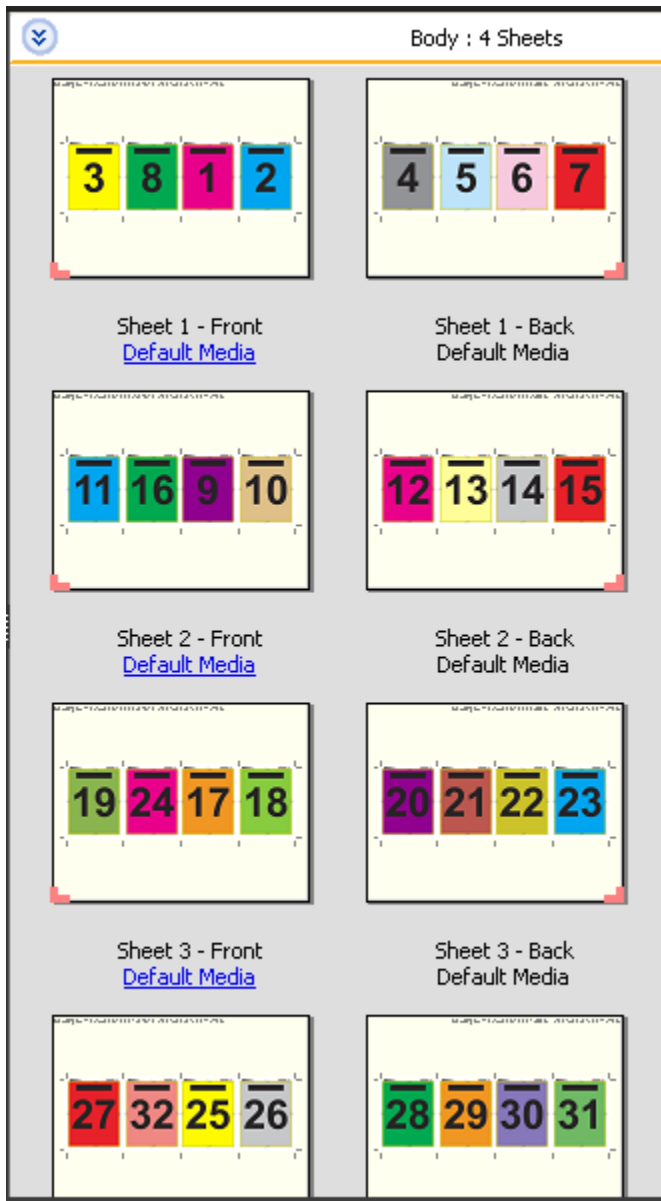 Body : 4 Sheets
3 8 1 2
4 5 6 7
Sheet 1 - Front
Default Media
Sheet 1 - Back
Default Media
11 16 9 10
12 13 14 15
Sheet 2 - Front
Default Media
Sheet 2 - Back
Default Media
19 24 17 18
20 21 22 23
Sheet 3 - Front
Default Media
Sheet 3 - Back
Default Media
27 32 25 26
28 29 30 31